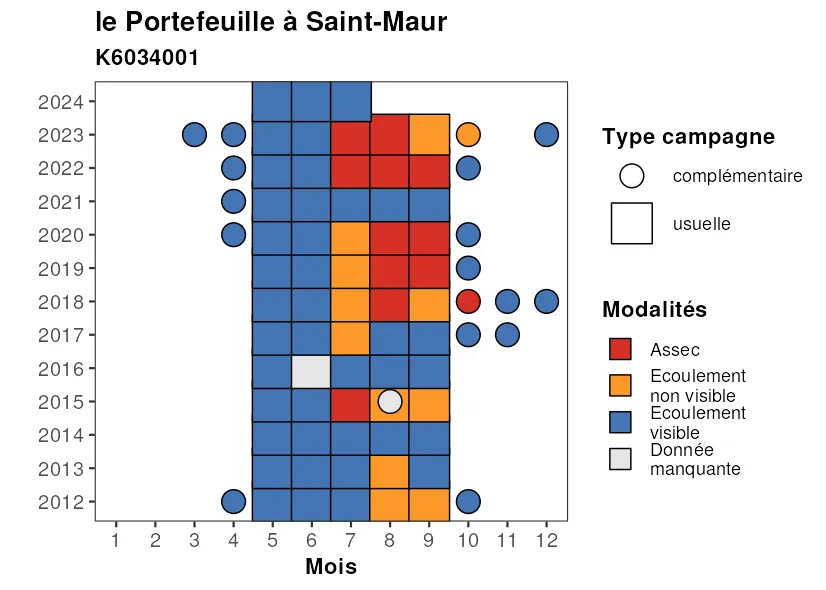 le Portefeuille à Saint-Maur
K6034001
2024
2023
2022
2021
2020
2019
2018
2017
2016
2015
2014
2013
2012
1 2 3 4 5 6 7 8 9 10 11 12
Mois
Type campagne
complémentaire
usuelle
Modalités
Assec
Ecoulement
non visible
Ecoulement
visible
Donnée
manquante